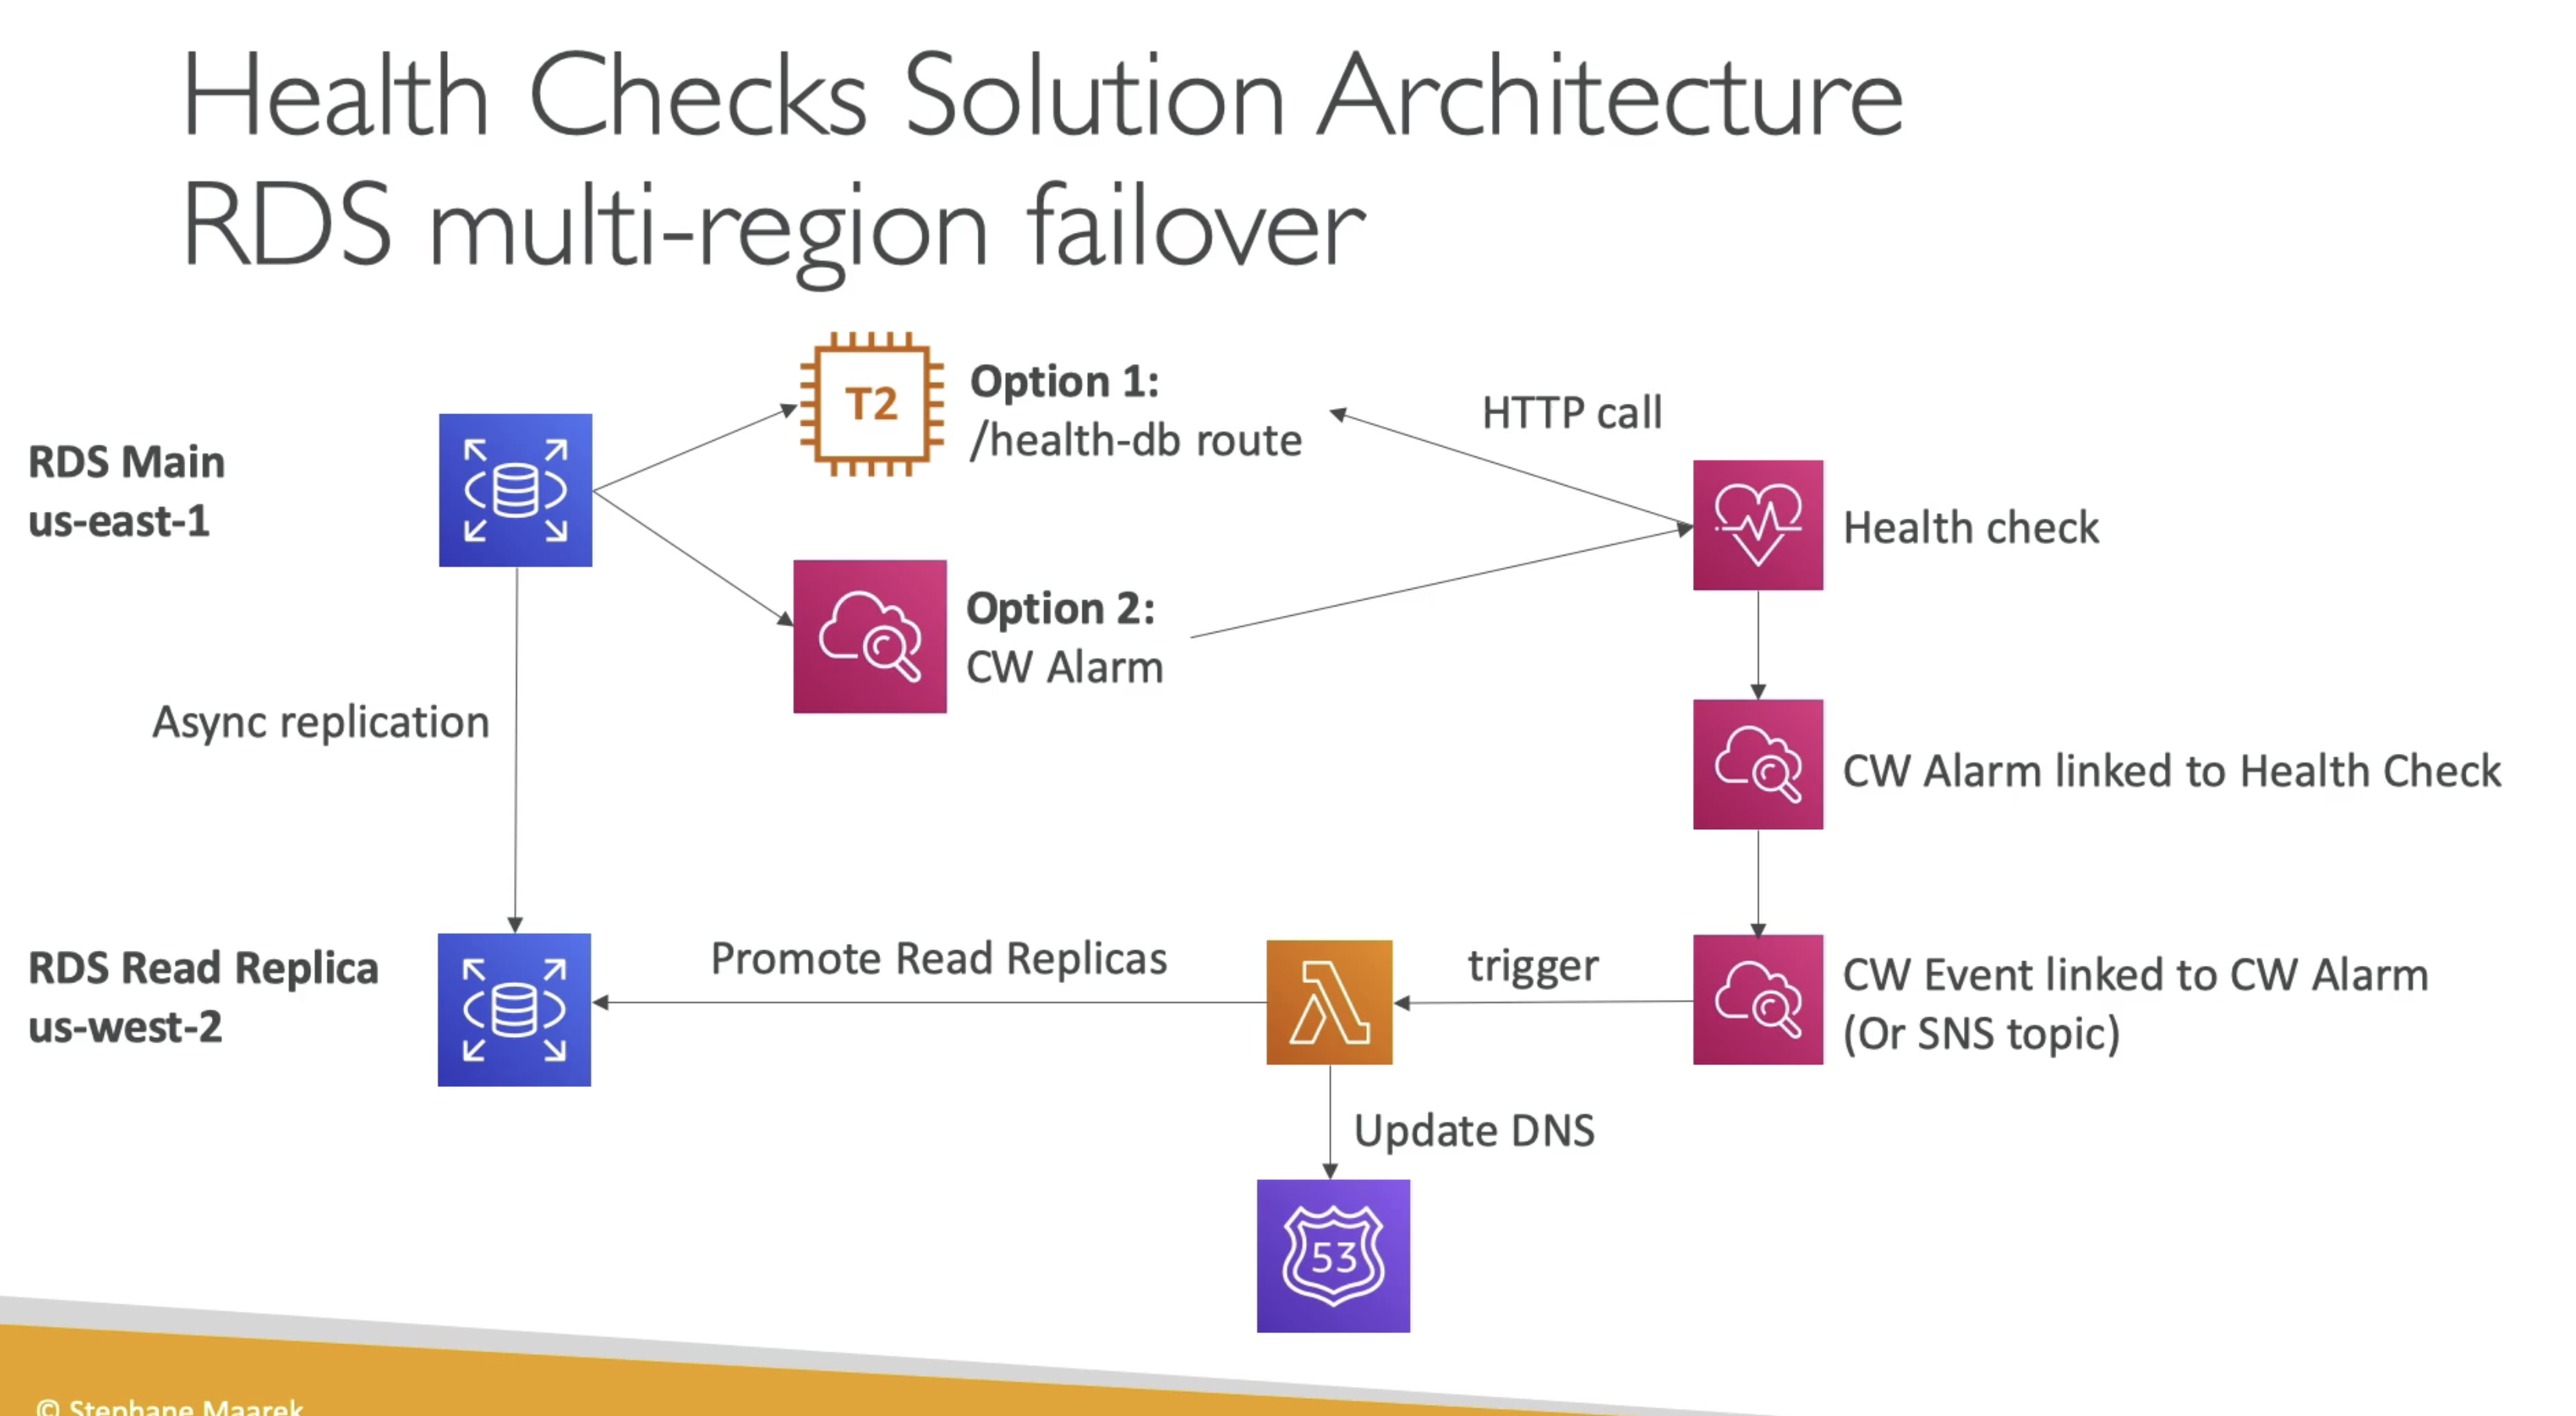 Health Checks Solution Architecture
RDS multi-region failover
RDS Main
us-east-1
T2
Option 1:
/health-db route
HTTP call
Health check
Option 2:
CW Alarm
Async replication
CW Alarm linked to Health Check
RDS Read Replica
us-west-2
Promote Read Replicas
trigger
CW Event linked to CW Alarm
(Or SNS topic)
Update DNS
53
© Stephane Maarek